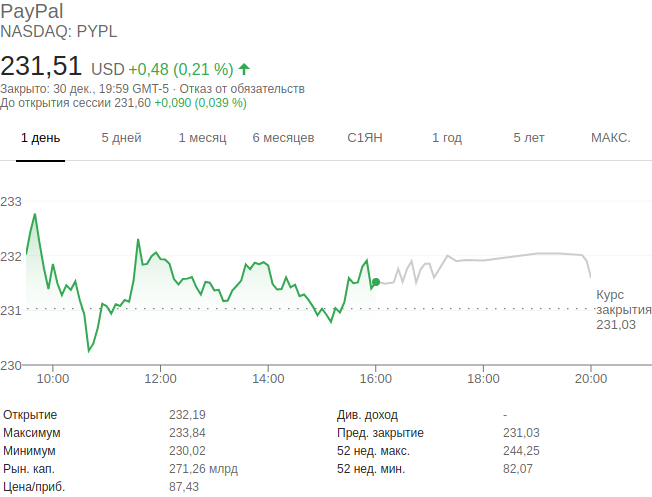 PayPal
NASDAQ: PYPL
231,51 USD +0,48 (0,21 %)
Закрыто: 30 дек., 19:59 GMT-5 · Отказ от обязательств
До открытия сессии 231,60 +0,090 (0,039 %)
1 день 5 дней 1 месяц 6 месяцев С1ЯН 1 год 5 лет МАКС.
233
232
231
230
Курс
закрытия
231,03
10:00 12:00 14:00 16:00 18:00 20:00
Открытие 232,19 Див. доход -
Максимум 233,84 Пред. закрытие 231,03
Минимум 230,02 52 нед. макс. 244,25
Рын. кап. 271,26 млрд 52 нед. мин. 82,07
Цена/приб. 87,43